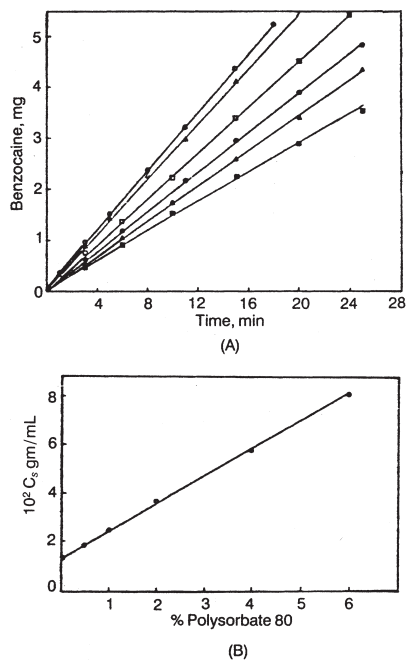 5
4
3
2
1
0
Benzocaine, mg
4 8 12 16 20 24 28
Time, min
(A)
8
6
4
2
0
10² Cₛ gm/mL
1 2 3 4 5 6
% Polysorbate 80
(B)